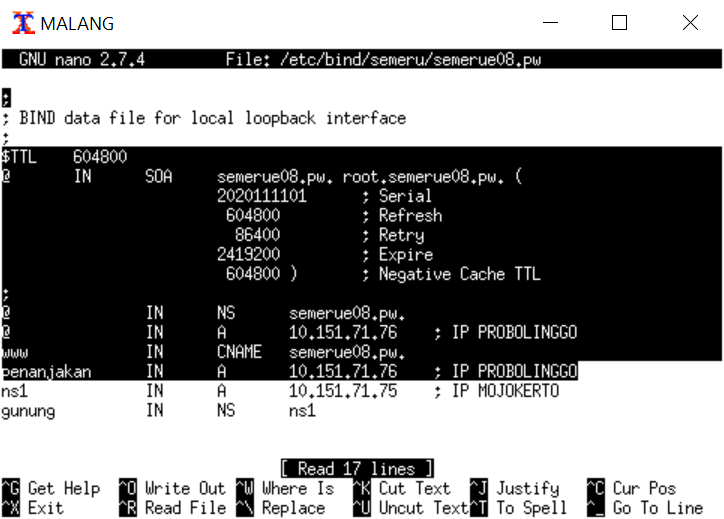 MALANG
GNU nano 2.7.4 File: /etc/bind/semeru/semerue08.pw
;
; BIND data file for local loopback interface
;
$TTL 604800
@ IN SOA semerue08.pw. root.semerue08.pw. (
2020111101 ; Serial
604800 ; Refresh
86400 ; Retry
2419200 ; Expire
604800 ) ; Negative Cache TTL
;
@ IN NS semerue08.pw.
@ IN A 10.151.71.76 ; IP PROBOLINGGO
www IN CNAME semerue08.pw.
penanjakan IN A 10.151.71.76 ; IP PROBOLINGGO
ns1 IN A 10.151.71.75 ; IP MOJOKERTO
gunung IN NS ns1
[ Read 17 lines ]
^G Get Help ^O Write Out ^W Where Is ^K Cut Text ^J Justify ^C Cur Pos
^X Exit ^R Read File ^\ Replace ^U Uncut Text ^T To Spell ^_ Go To Line